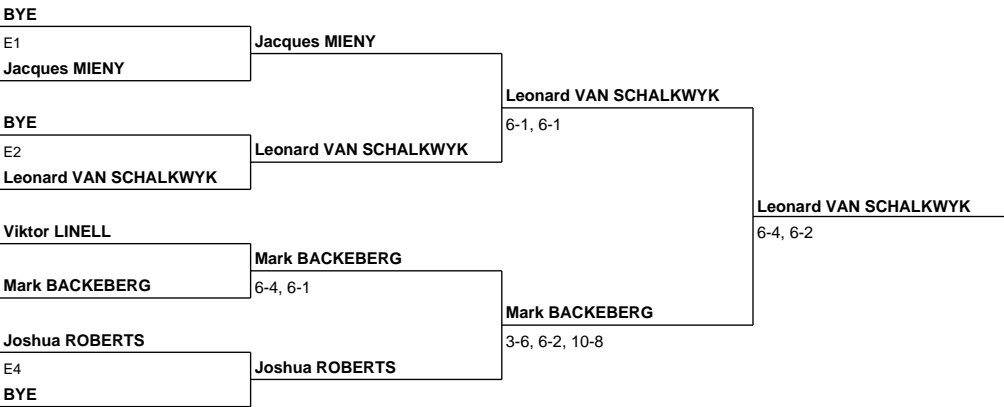 BYE
E1
Jacques MIENY
BYE
E2
Leonard VAN SCHALKWYK
Viktor LINELL
Mark BACKEBERG
Joshua ROBERTS
E4
BYE
Jacques MIENY
Leonard VAN SCHALKWYK
Mark BACKEBERG
6-4, 6-1
Joshua ROBERTS
Leonard VAN SCHALKWYK
6-1, 6-1
Mark BACKEBERG
3-6, 6-2, 10-8
Leonard VAN SCHALKWYK
6-4, 6-2